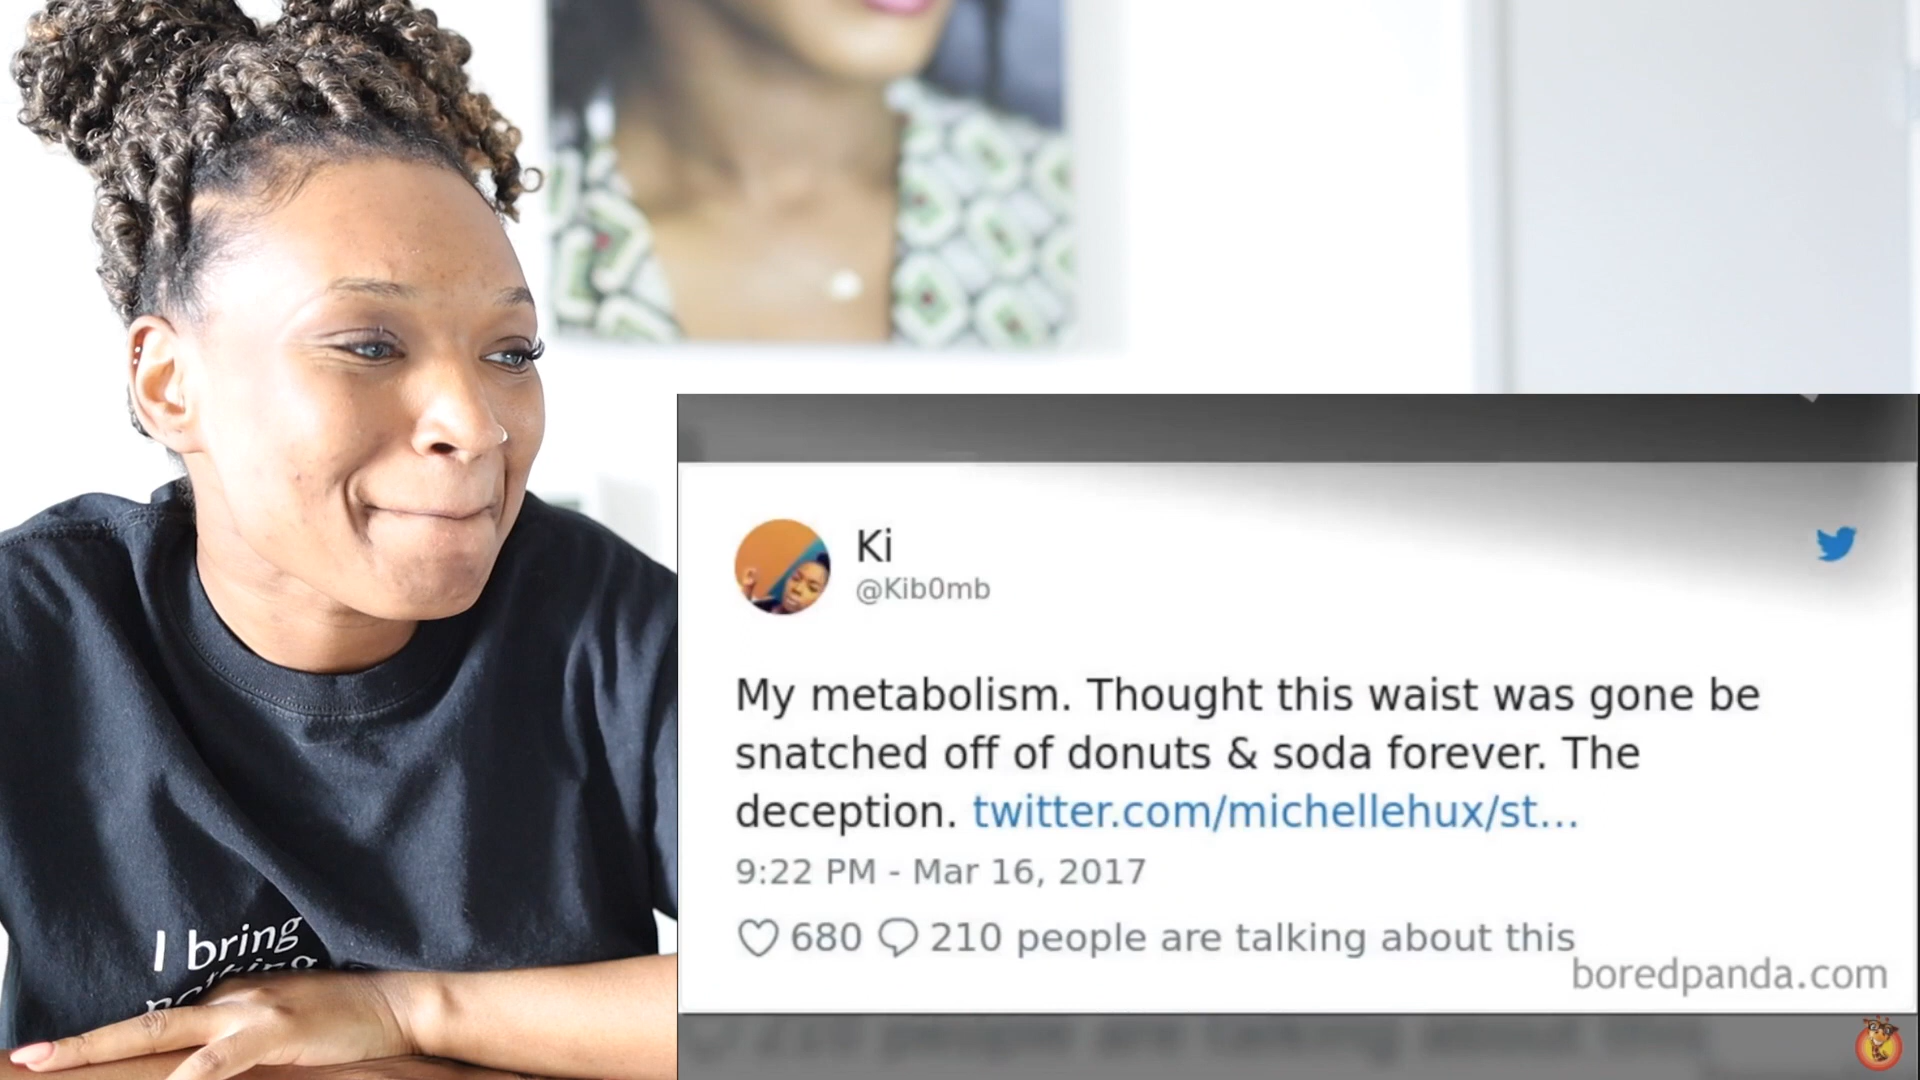 I bring
nothing
Ki
@Kib0mb
My metabolism. Thought this waist was gone be
snatched off of donuts & soda forever. The
deception. twitter.com/michellehux/st...
9:22 PM - Mar 16, 2017
680 210 people are talking about this
boredpanda.com